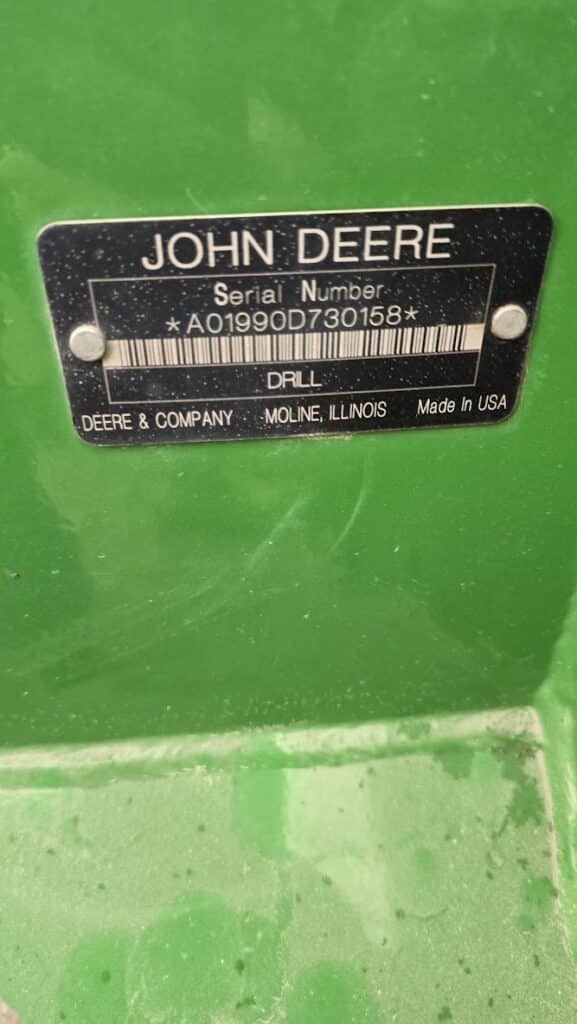 JOHN DEERE
Serial Number
*A01990D730158*
DRILL
DEERE & COMPANY MOLINE, ILLINOIS Made In USA